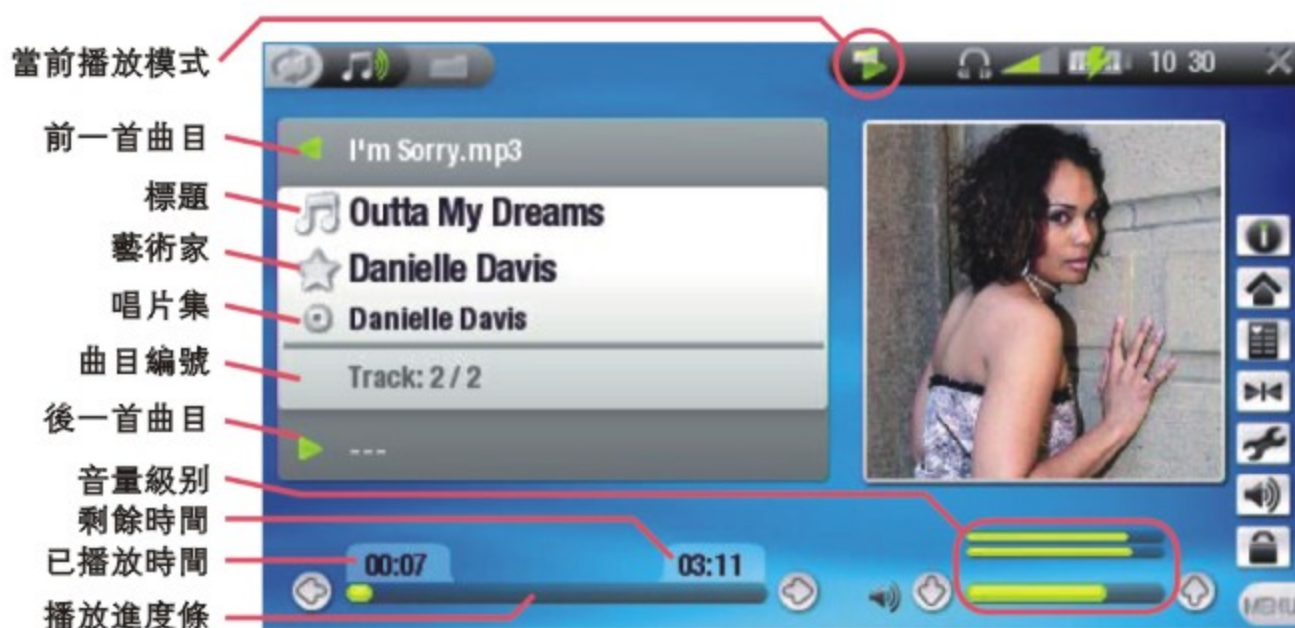 當前播放模式
10 30
前一首曲目
I'm Sorry.mp3
標題
Outta My Dreams
藝術家
Danielle Davis
唱片集
Danielle Davis
曲目編號
Track: 2 / 2
後一首曲目
---
音量級別
剩餘時間
已播放時間
00:07
03:11
播放進度條
MENU